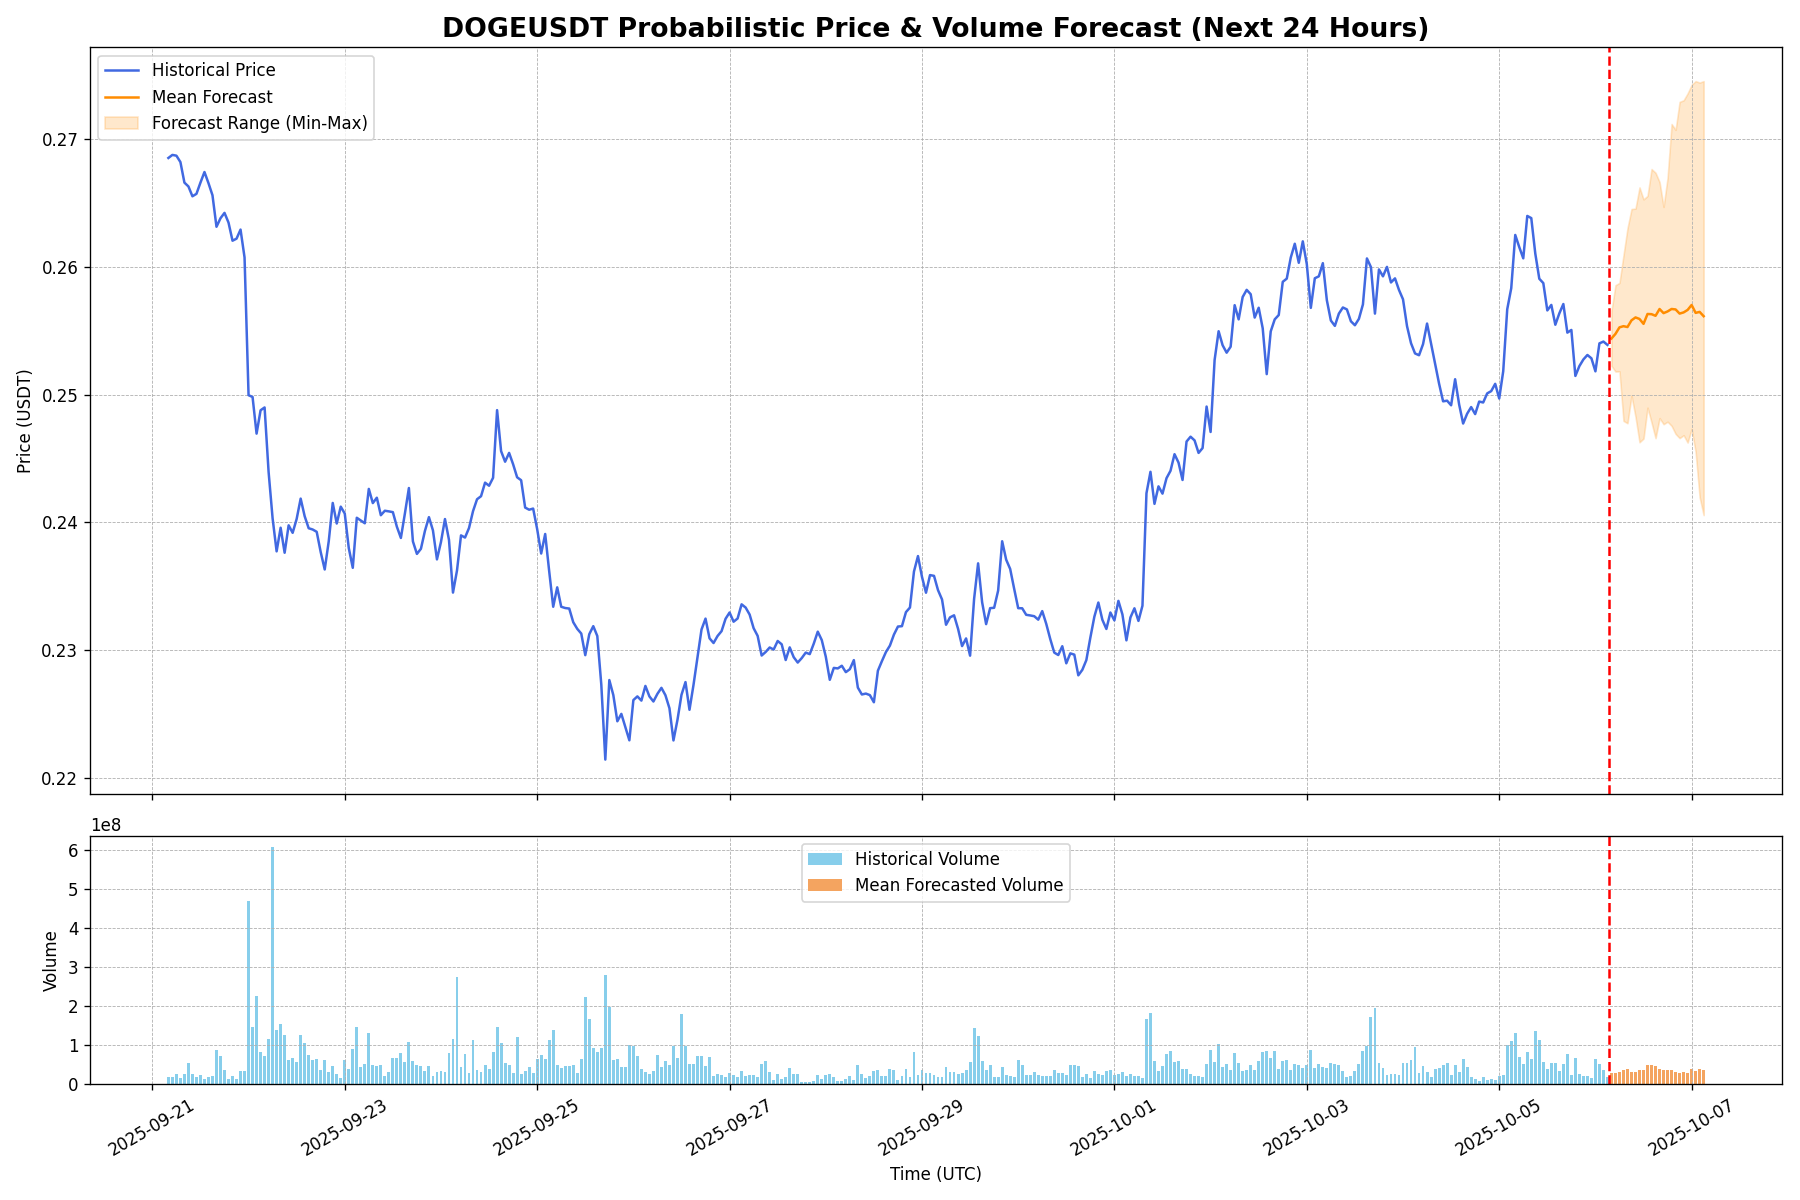 DOGEUSDT Probabilistic Price & Volume Forecast (Next 24 Hours)
Historical Price
Mean Forecast
Forecast Range (Min-Max)
0.27
0.26
0.25
0.24
0.23
0.22
Price (USDT)
1e8
Historical Volume
Mean Forecasted Volume
6
5
4
3
2
1
0
Volume
2025-09-21
2025-09-23
2025-09-25
2025-09-27
2025-09-29
2025-10-01
2025-10-03
2025-10-05
2025-10-07
Time (UTC)